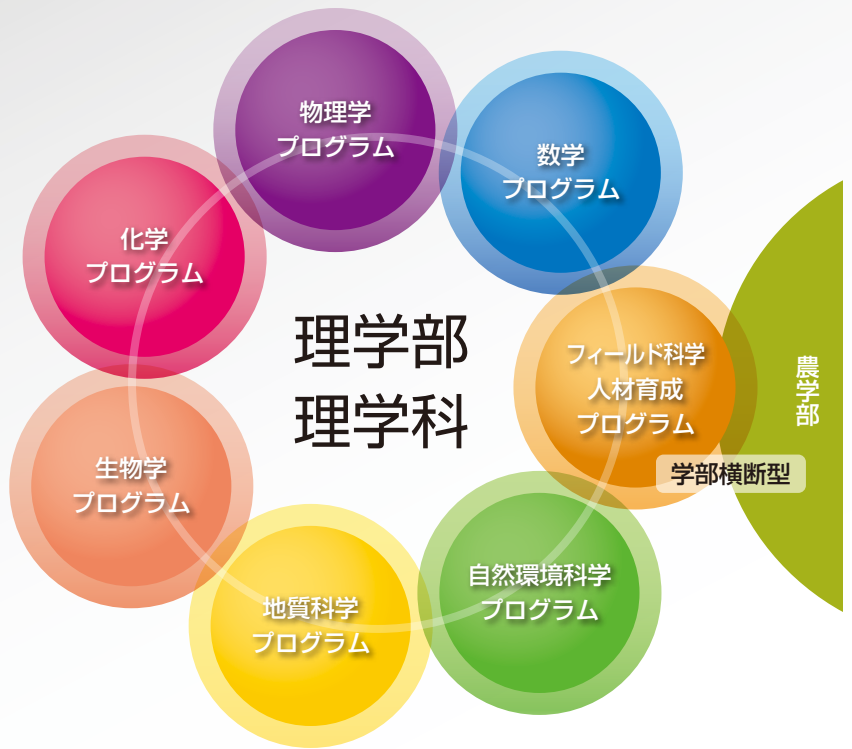 物理学
プログラム
数学
プログラム
化学
プログラム
理学部
理学科
フィールド科学
人材育成
プログラム
農学部
学部横断型
生物学
プログラム
自然環境科学
プログラム
地質科学
プログラム